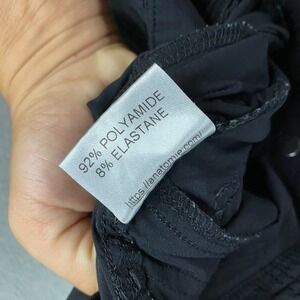 92% POLYAMIDE
8% ELASTANE
https://anatomie.com/